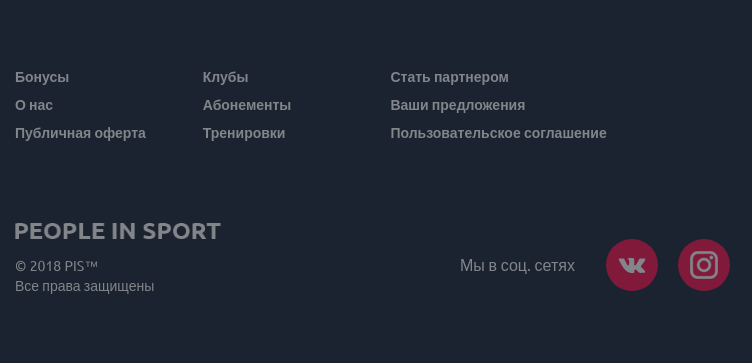 Бонусы
Клубы
Стать партнером
О нас
Абонементы
Ваши предложения
Публичная оферта
Тренировки
Пользовательское соглашение
PEOPLE IN SPORT
© 2018 PIS™
Все права защищены
Мы в соц. сетях